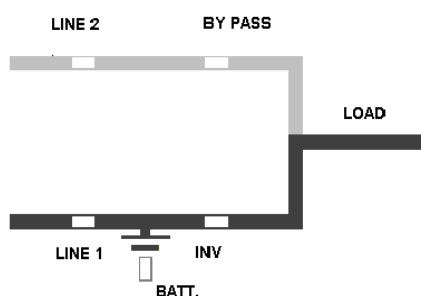 LINE 2
BY PASS
LOAD
LINE 1
INV
BATT.